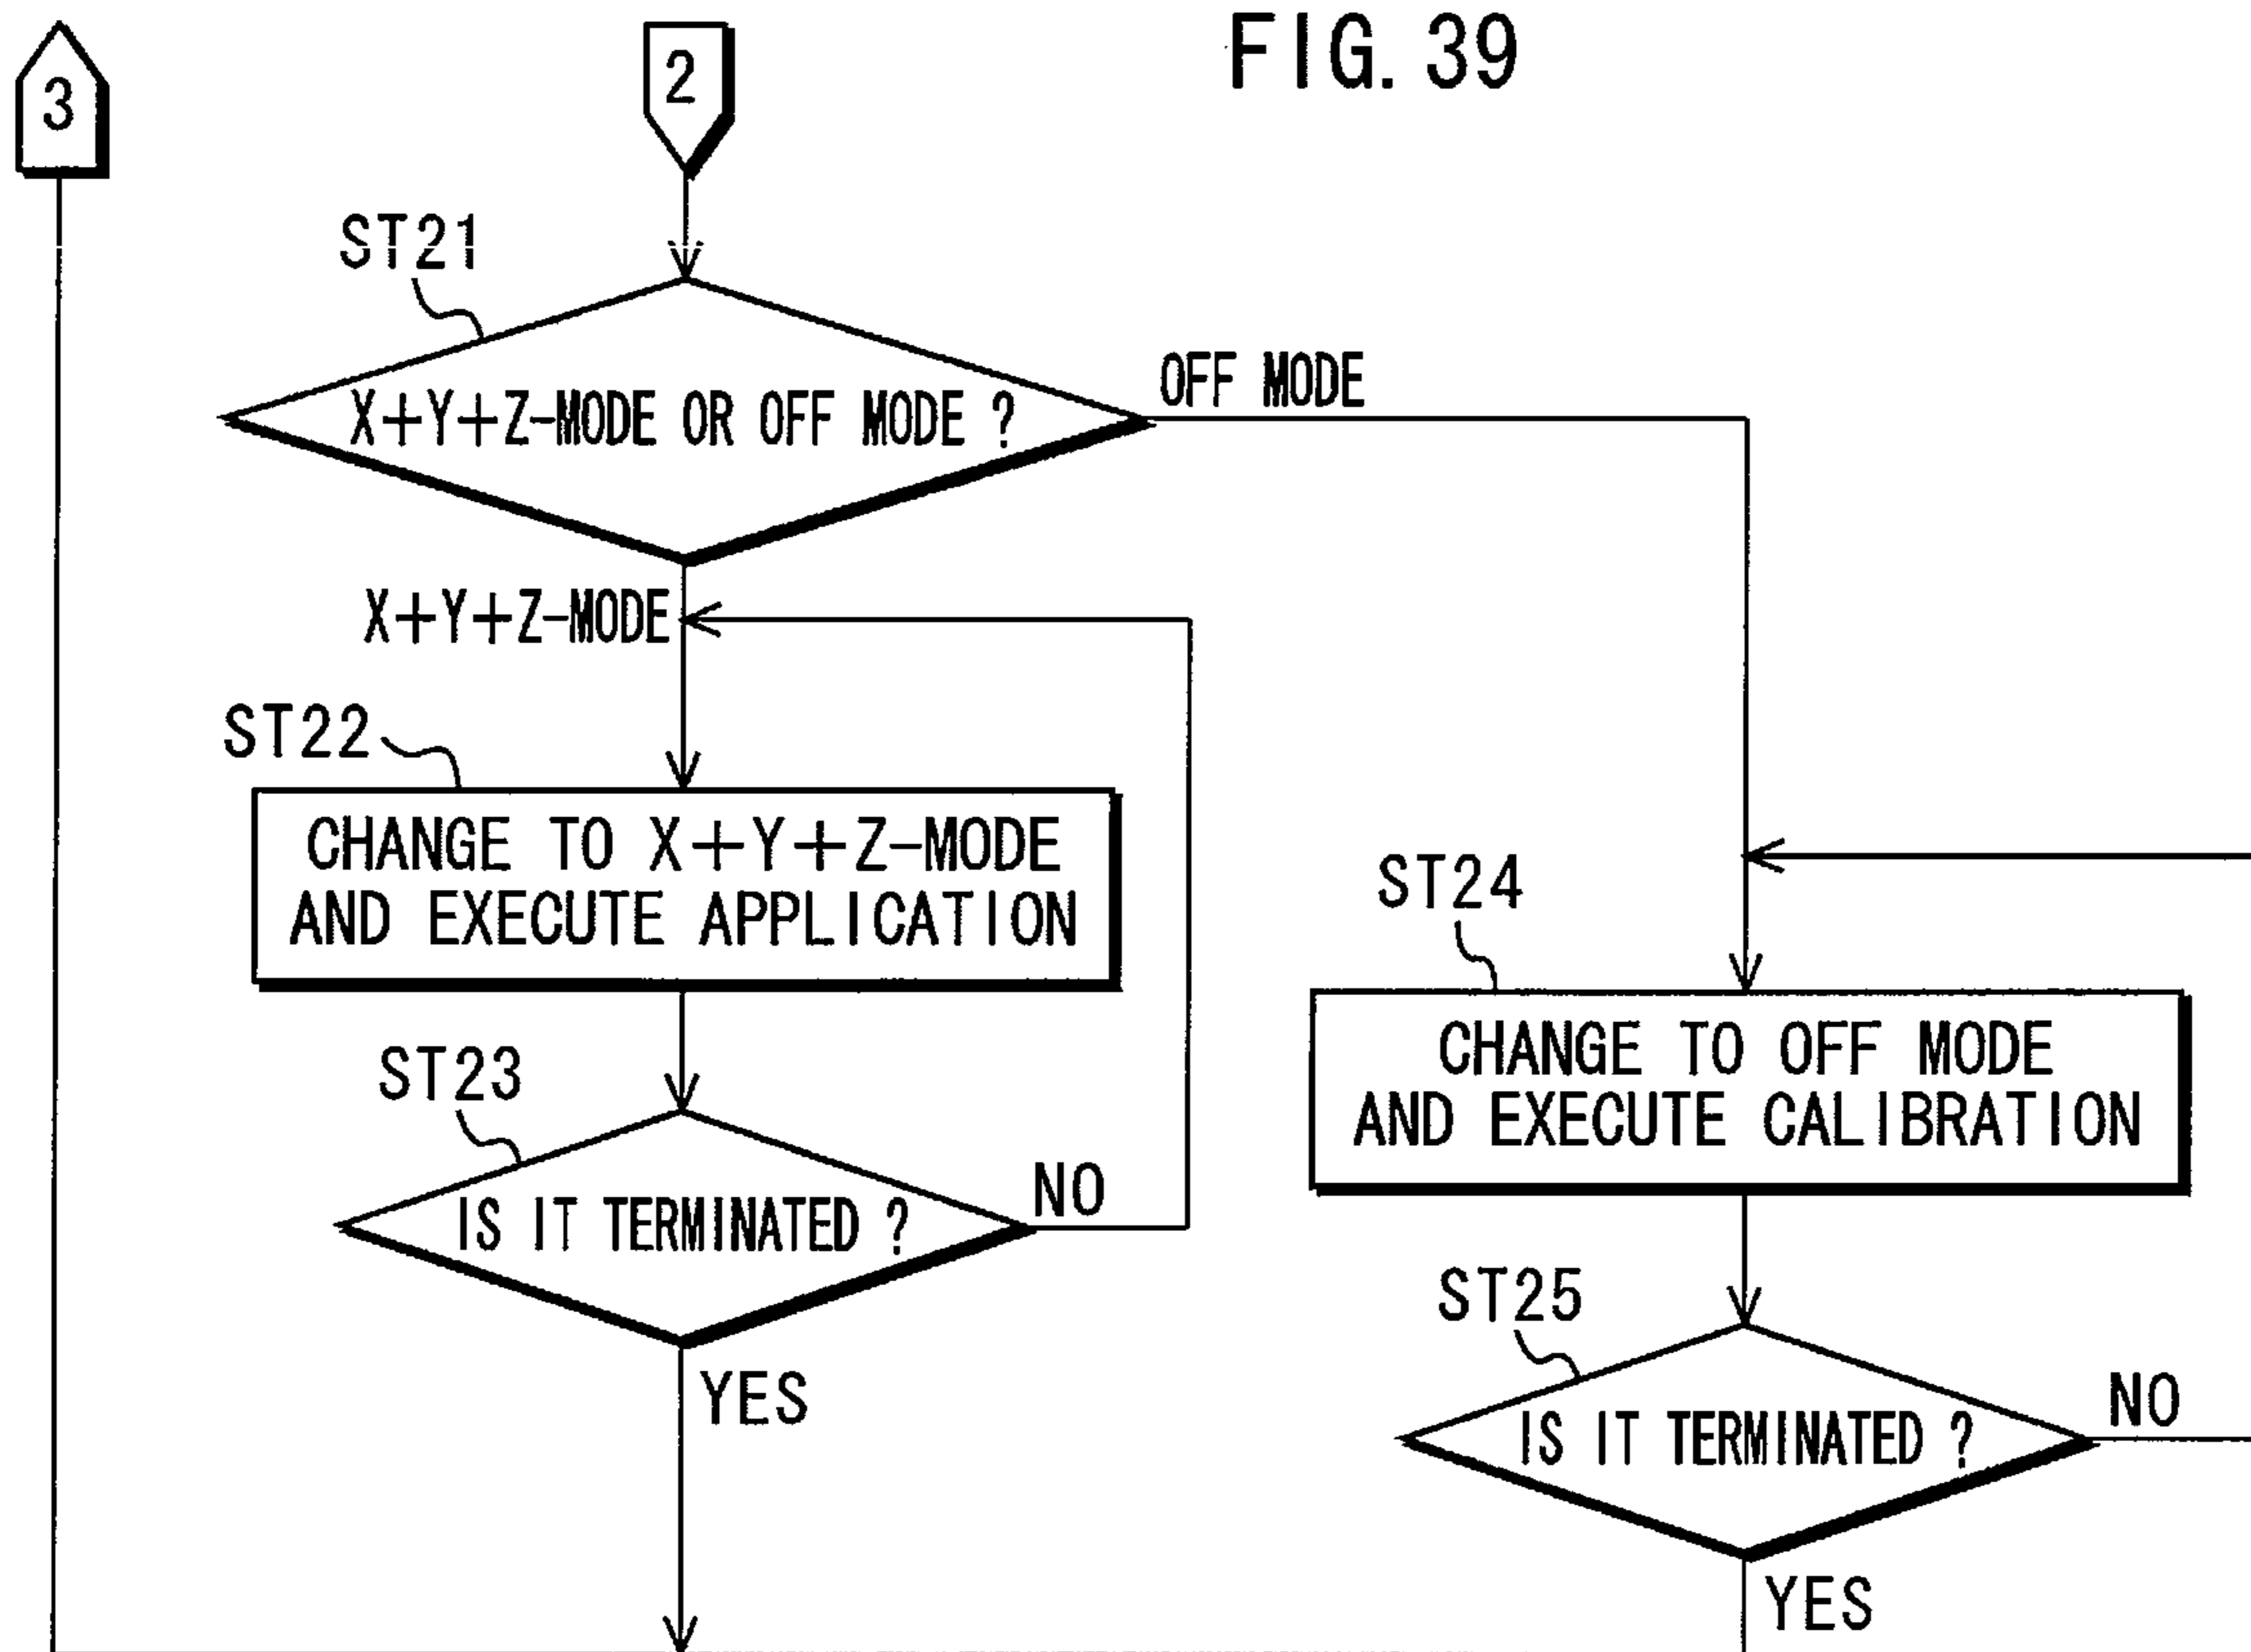 FIG. 39
3
2
ST21
X+Y+Z-MODE OR OFF MODE ?
OFF MODE
X+Y+Z-MODE
ST22
CHANGE TO X+Y+Z-MODE
AND EXECUTE APPLICATION
ST23
IS IT TERMINATED ?
NO
YES
ST24
CHANGE TO OFF MODE
AND EXECUTE CALIBRATION
ST25
IS IT TERMINATED ?
NO
YES